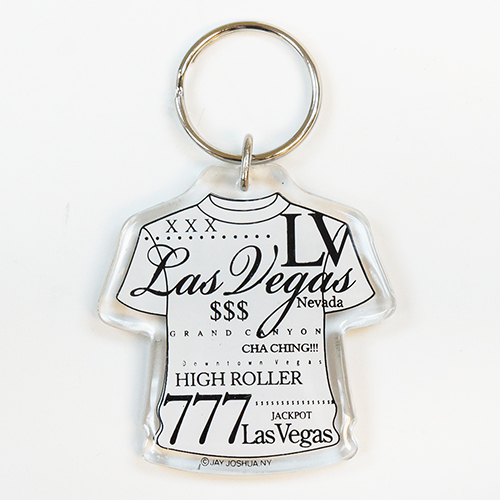 XXX LV
Las Vegas
Nevada
$$$
GRAND CANYON
CHA CHING!!!
Downtown Vegas
HIGH ROLLER
$$$$$$$$$$$$$$$$
777 JACKPOT
Las Vegas
© JAY JOSHUA NY